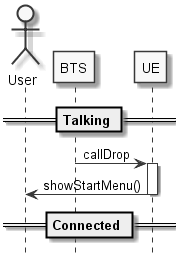 User
BTS
UE
Talking
callDrop
showStartMenu()
Connected